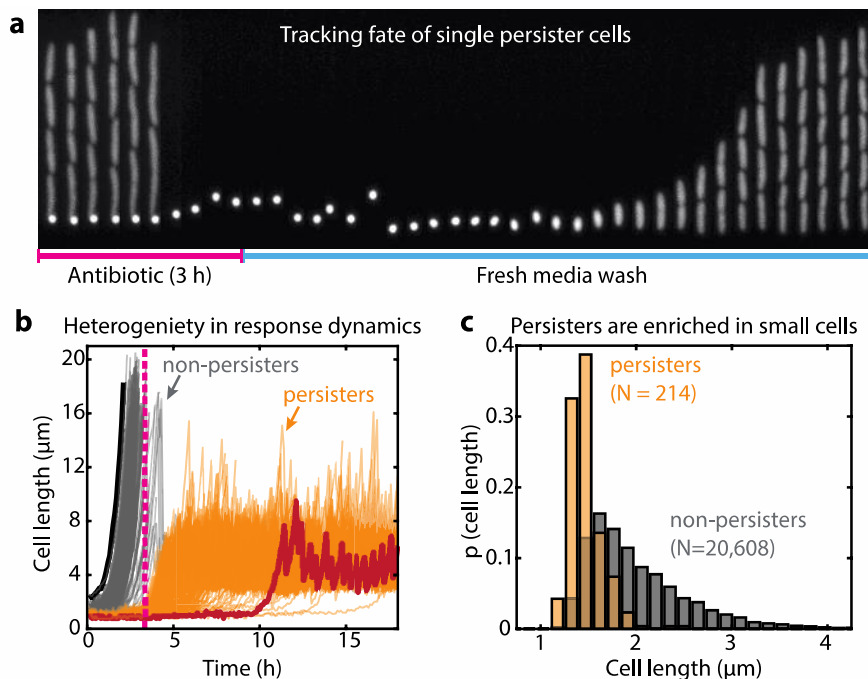 a
Tracking fate of single persister cells
Antibiotic (3 h)
Fresh media wash
b
Heterogeniety in response dynamics
20
16
12
8
4
0
5
10
15
Cell length (μm)
Time (h)
non-persisters
persisters
c
Persisters are enriched in small cells
0.4
0.3
0.2
0.1
0
1
2
3
4
p (cell length)
Cell length (μm)
persisters
(N = 214)
non-persisters
(N=20,608)